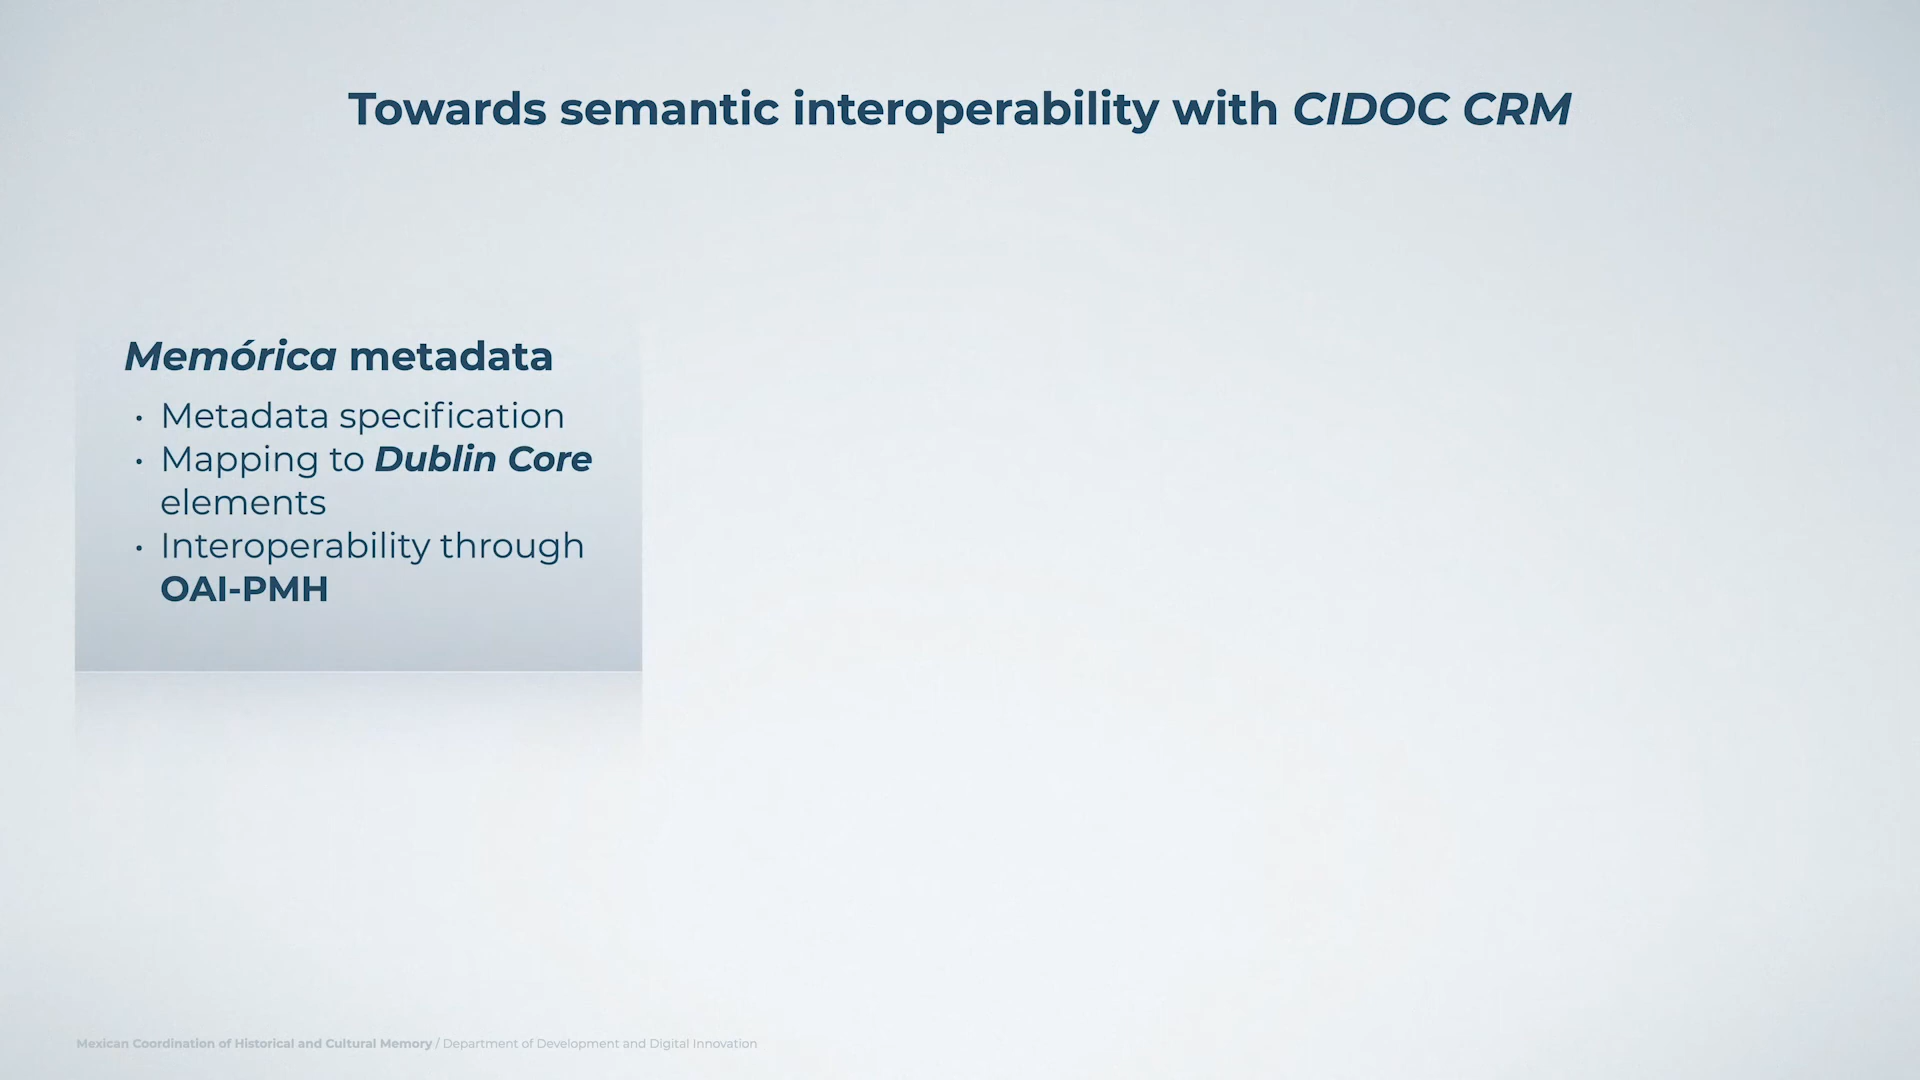 Towards semantic interoperability with CIDOC CRM
Memórica metadata
• Metadata specification
• Mapping to Dublin Core
elements
• Interoperability through
OAI-PMH
Mexican Coordination of Historical and Cultural Memory / Department of Development and Digital Innovation